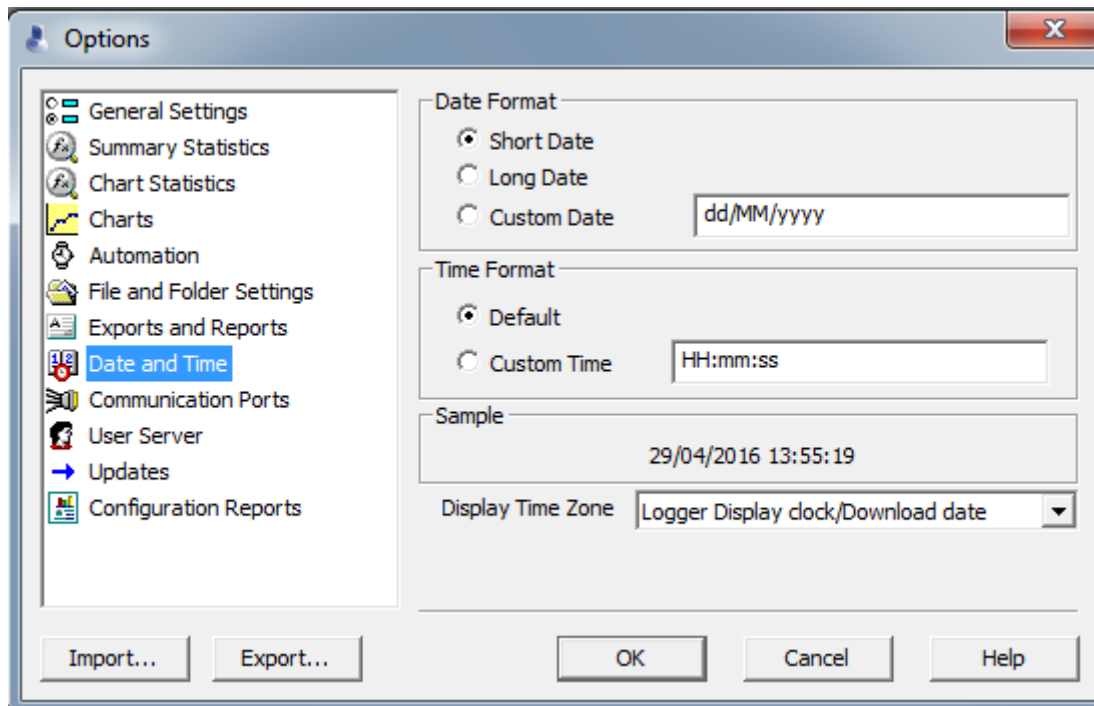 Options
General Settings
Summary Statistics
Chart Statistics
Charts
Automation
File and Folder Settings
Exports and Reports
Date and Time
Communication Ports
User Server
Updates
Configuration Reports
Date Format
Short Date
Long Date
Custom Date dd/MM/yyyy
Time Format
Default
Custom Time HH:mm:ss
Sample
29/04/2016 13:55:19
Display Time Zone Logger Display clock/Download date
Import... Export... OK Cancel Help